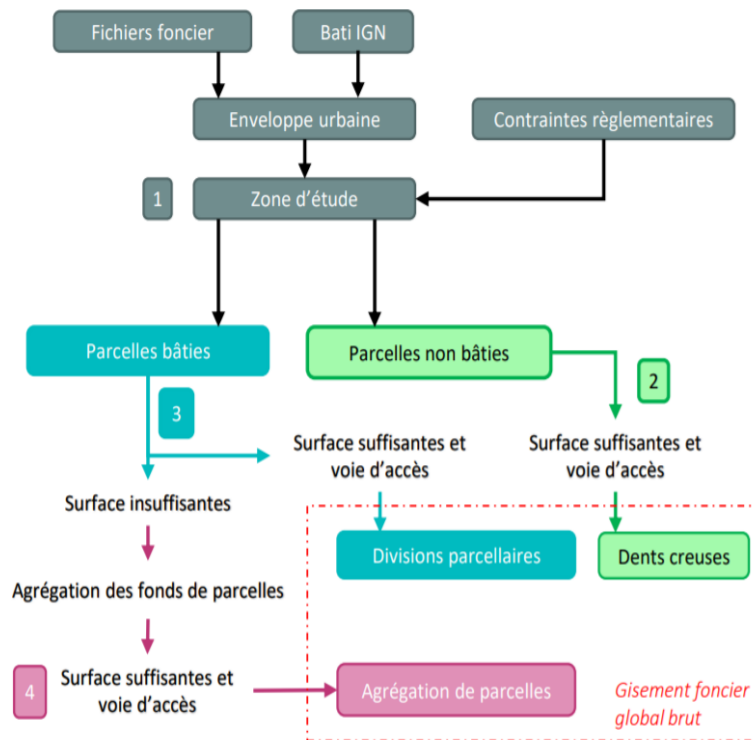 Fichiers foncier
Bati IGN
Enveloppe urbaine
Contraintes règlementaires
1
Zone d'étude
Parcelles bâties
Parcelles non bâties
2
3
Surface suffisantes et
voie d'accès
Surface suffisantes et
voie d'accès
Surface insuffisantes
Divisions parcellaires
Dents creuses
Agrégation des fonds de parcelles
4
Surface suffisantes et
voie d'accès
Agrégation de parcelles
Gisement foncier
global brut